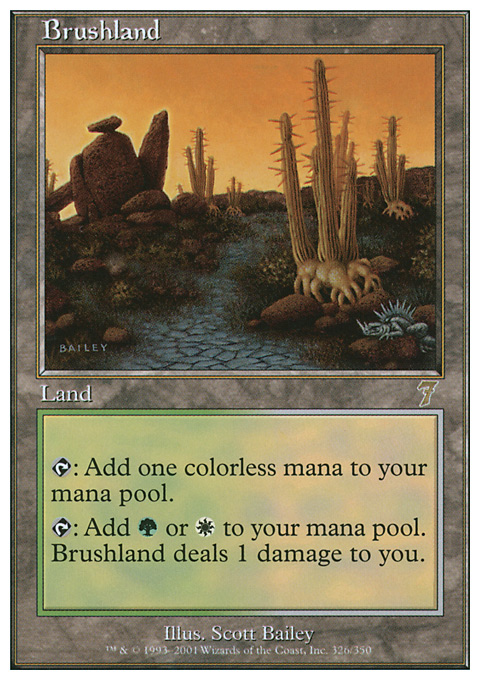 Brushland
BAILEY
Land
: Add one colorless mana to your
mana pool.
: Add or to your mana pool.
Brushland deals 1 damage to you.
Illus. Scott Bailey
™ & © 1993-2001 Wizards of the Coast, Inc. 326/350